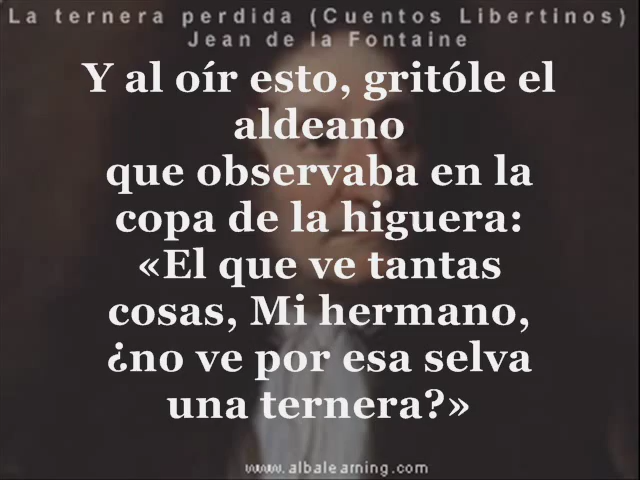 La ternera perdida (Cuentos Libertinos)
Jean de la Fontaine
Y al oír esto, gritóle el
aldeano
que observaba en la
copa de la higuera:
«El que ve tantas
cosas, Mi hermano,
¿no ve por esa selva
una ternera?»
www.albalearning.com